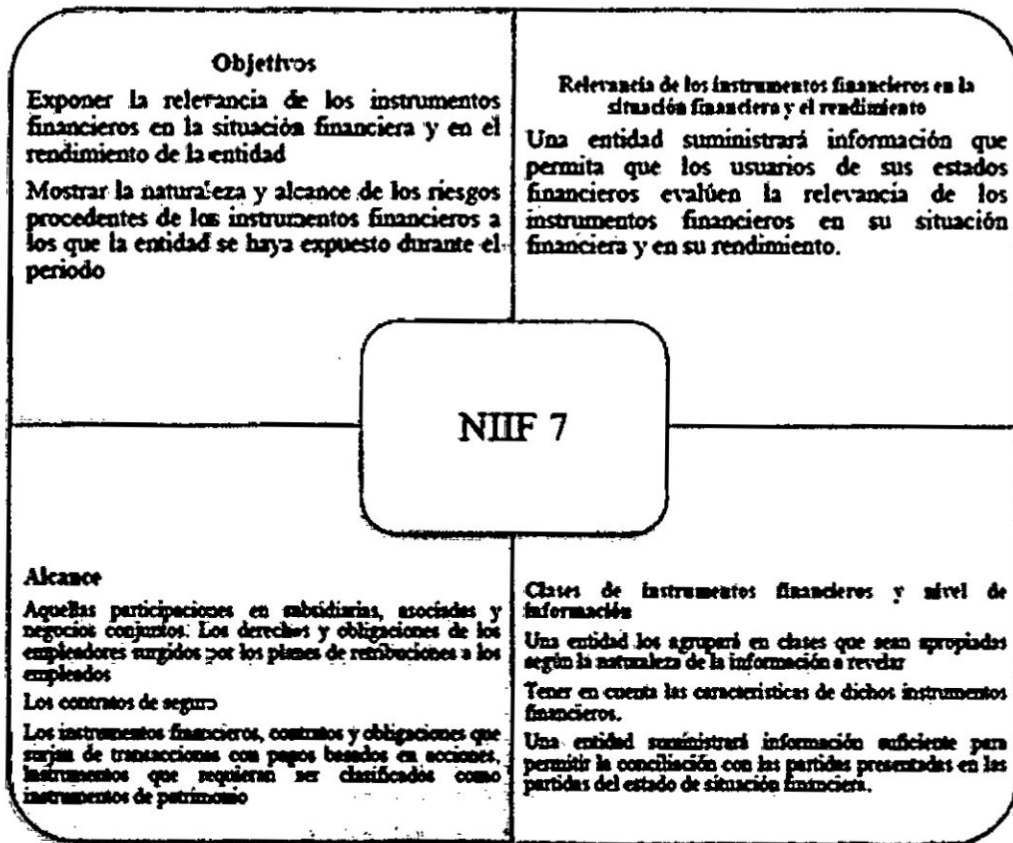 Objetivos
Exponer la relevancia de los instrumentos
financieros en la situación financiera y en el
rendimiento de la entidad
Mostrar la naturaleza y alcance de los riesgos
procedentes de los instrumentos financieros a
los que la entidad se haya expuesto durante el
periodo
Relevancia de los instrumentos financieros en la
situación financiera y el rendimiento
Una entidad suministrará información que
permita que los usuarios de sus estados
financieros evalúen la relevancia de los
instrumentos financieros en su situación
financiera y en su rendimiento.
NIIF 7
Alcance
Aquellas participaciones en subsidiarias, asociadas y
negocios conjuntos. Los derechos y obligaciones de los
empleadores surgidos por los planes de retribuciones a los
empleados
Los contratos de seguro
Los instrumentos financieros, contratos y obligaciones que
surjan de transacciones con pagos basados en acciones,
instrumentos que requieran ser clasificados como
instrumentos de patrimonio
Clases de instrumentos financieros y nivel de
información
Una entidad los agrupará en clases que sean apropiadas
según la naturaleza de la información a revelar
Tener en cuenta las características de dichos instrumentos
financieros.
Una entidad suministrará información suficiente para
permitir la conciliación con las partidas presentadas en las
partidas del estado de situación financiera.